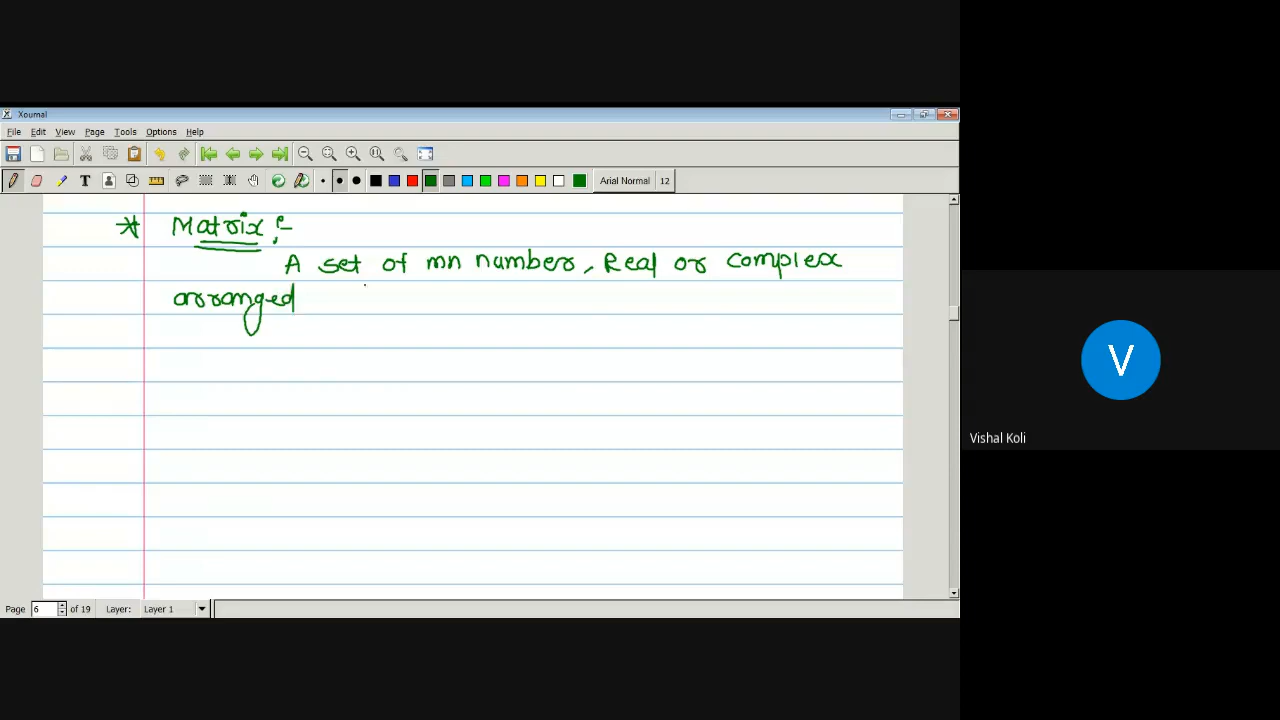 Xournal
File Edit View Page Tools Options Help
T Arial Normal 12
* Matrix :-
A set of mn numbers, Real or complex
arranged
V
Vishal Koli
Page 6 of 19 Layer: Layer 1